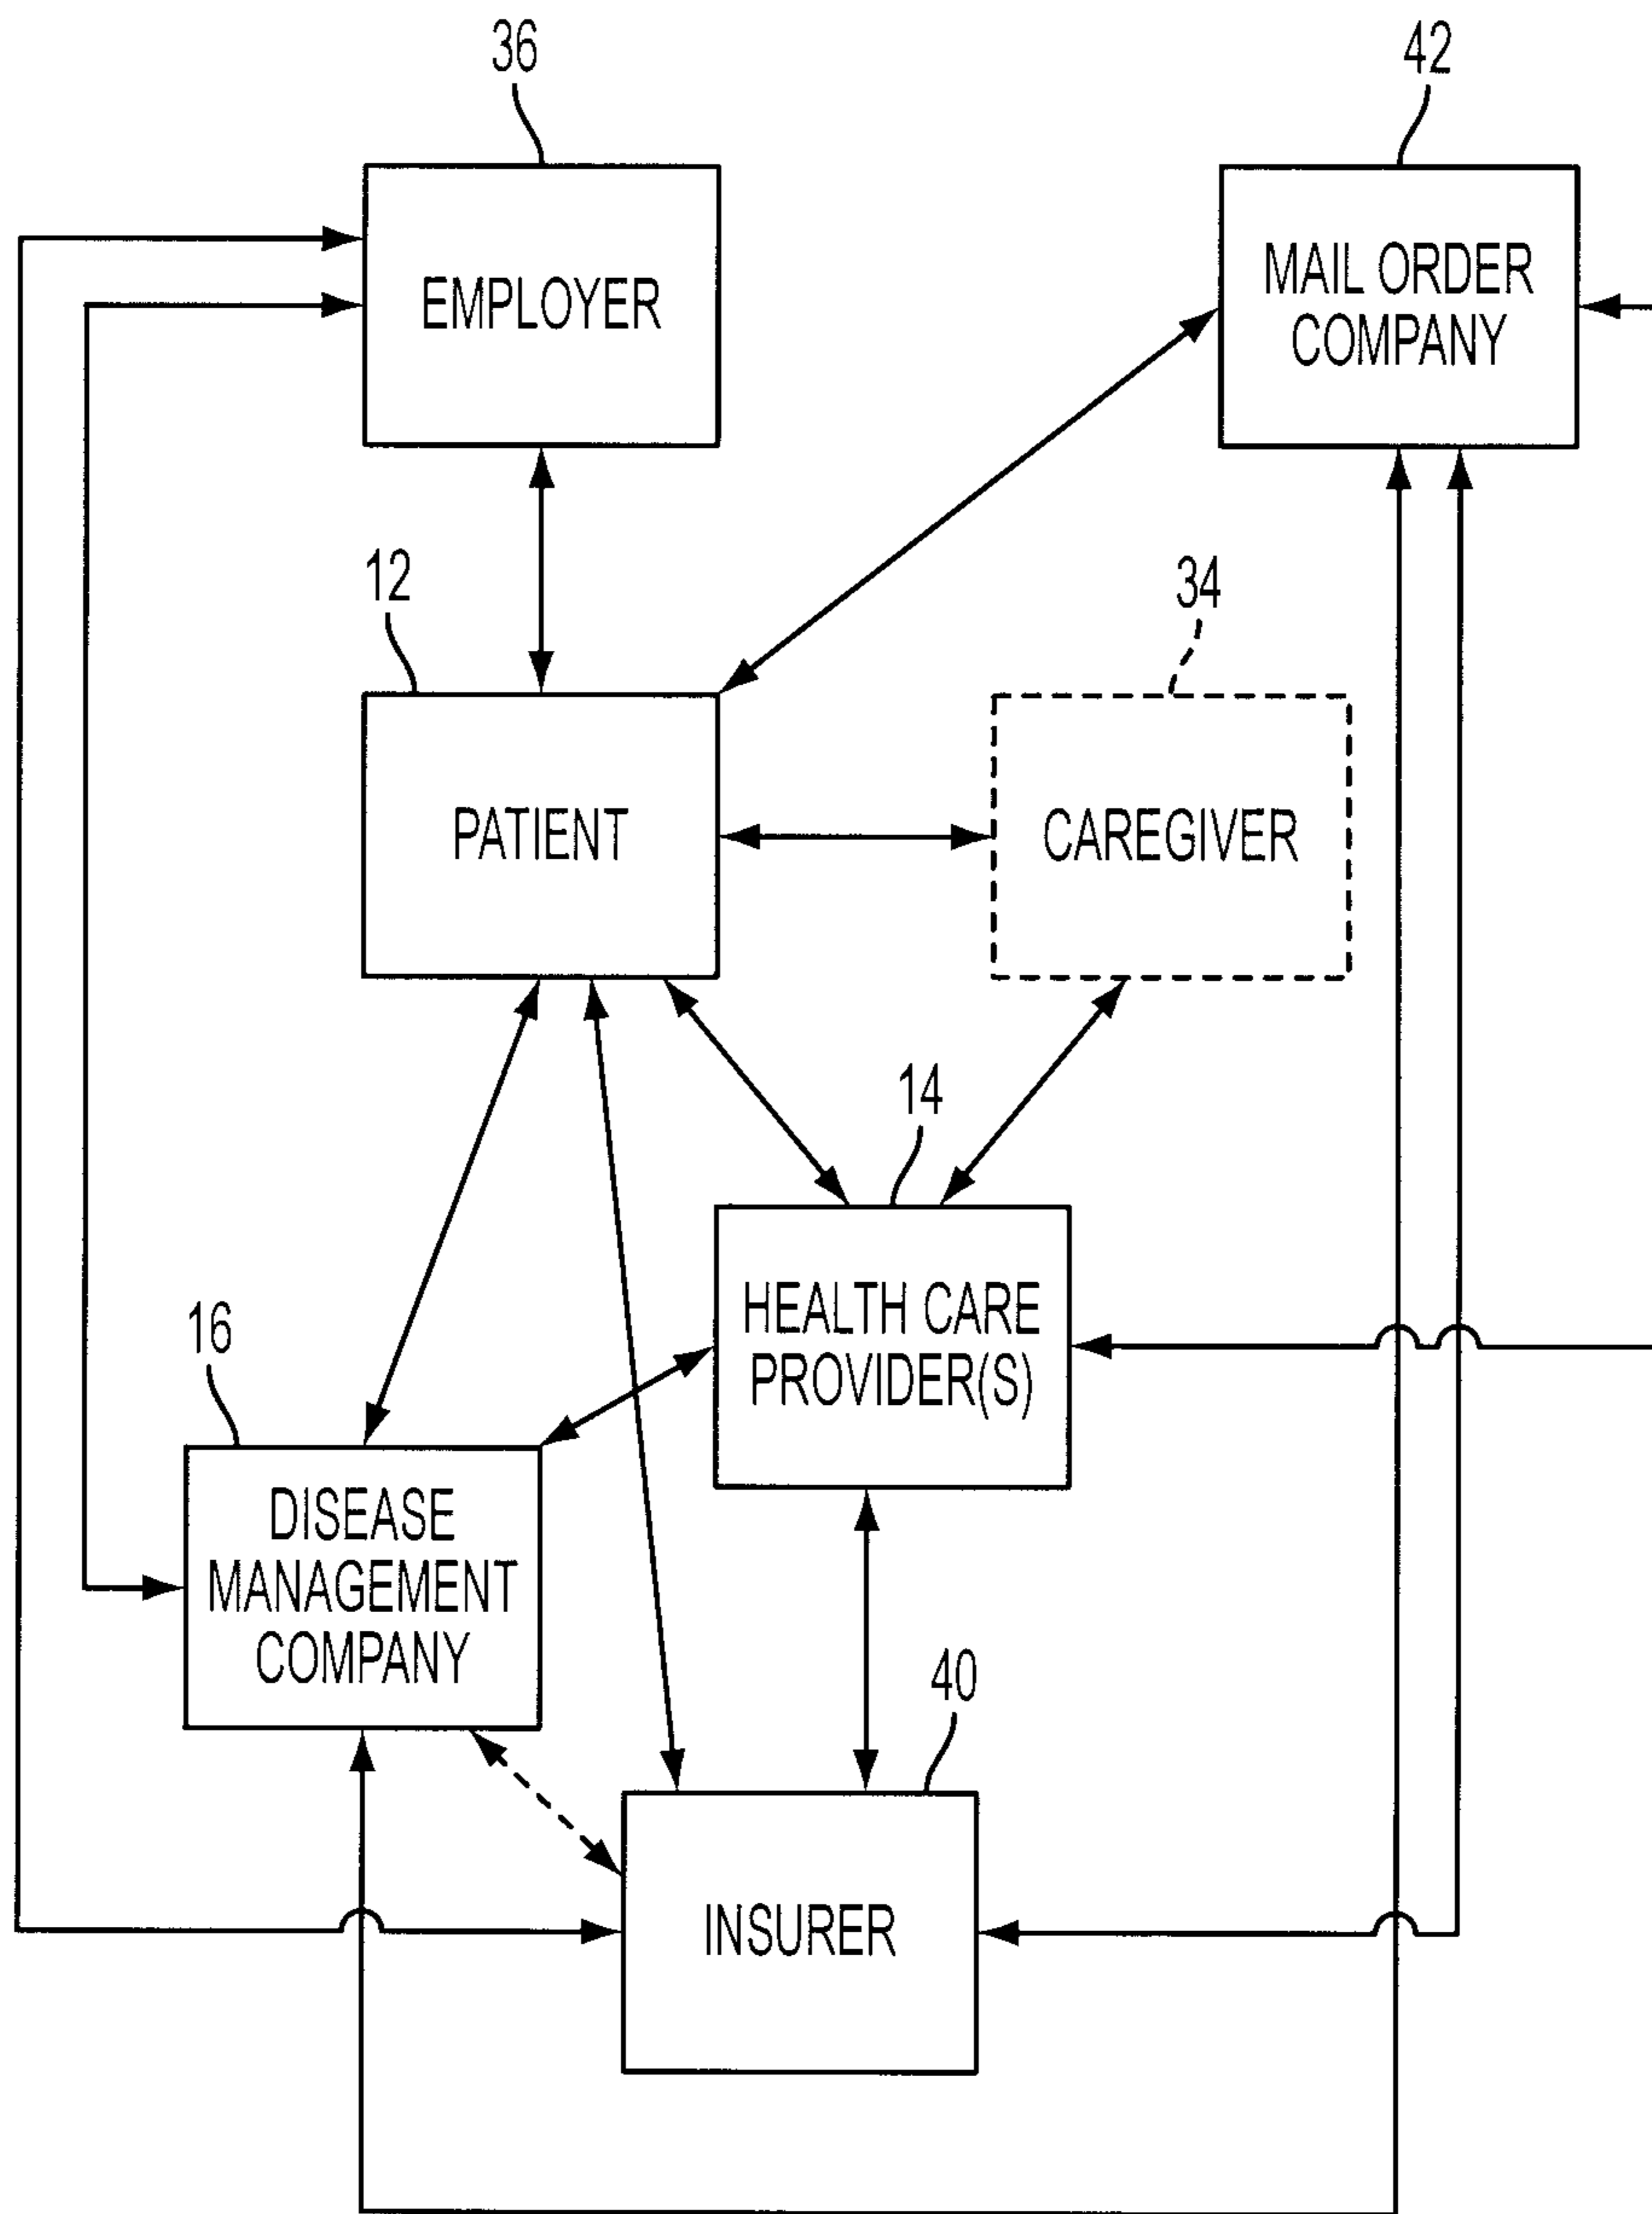 36
42
EMPLOYER
MAIL ORDER
COMPANY
12
34
PATIENT
CAREGIVER
14
HEALTH CARE
PROVIDER(S)
16
DISEASE
MANAGEMENT
COMPANY
40
INSURER